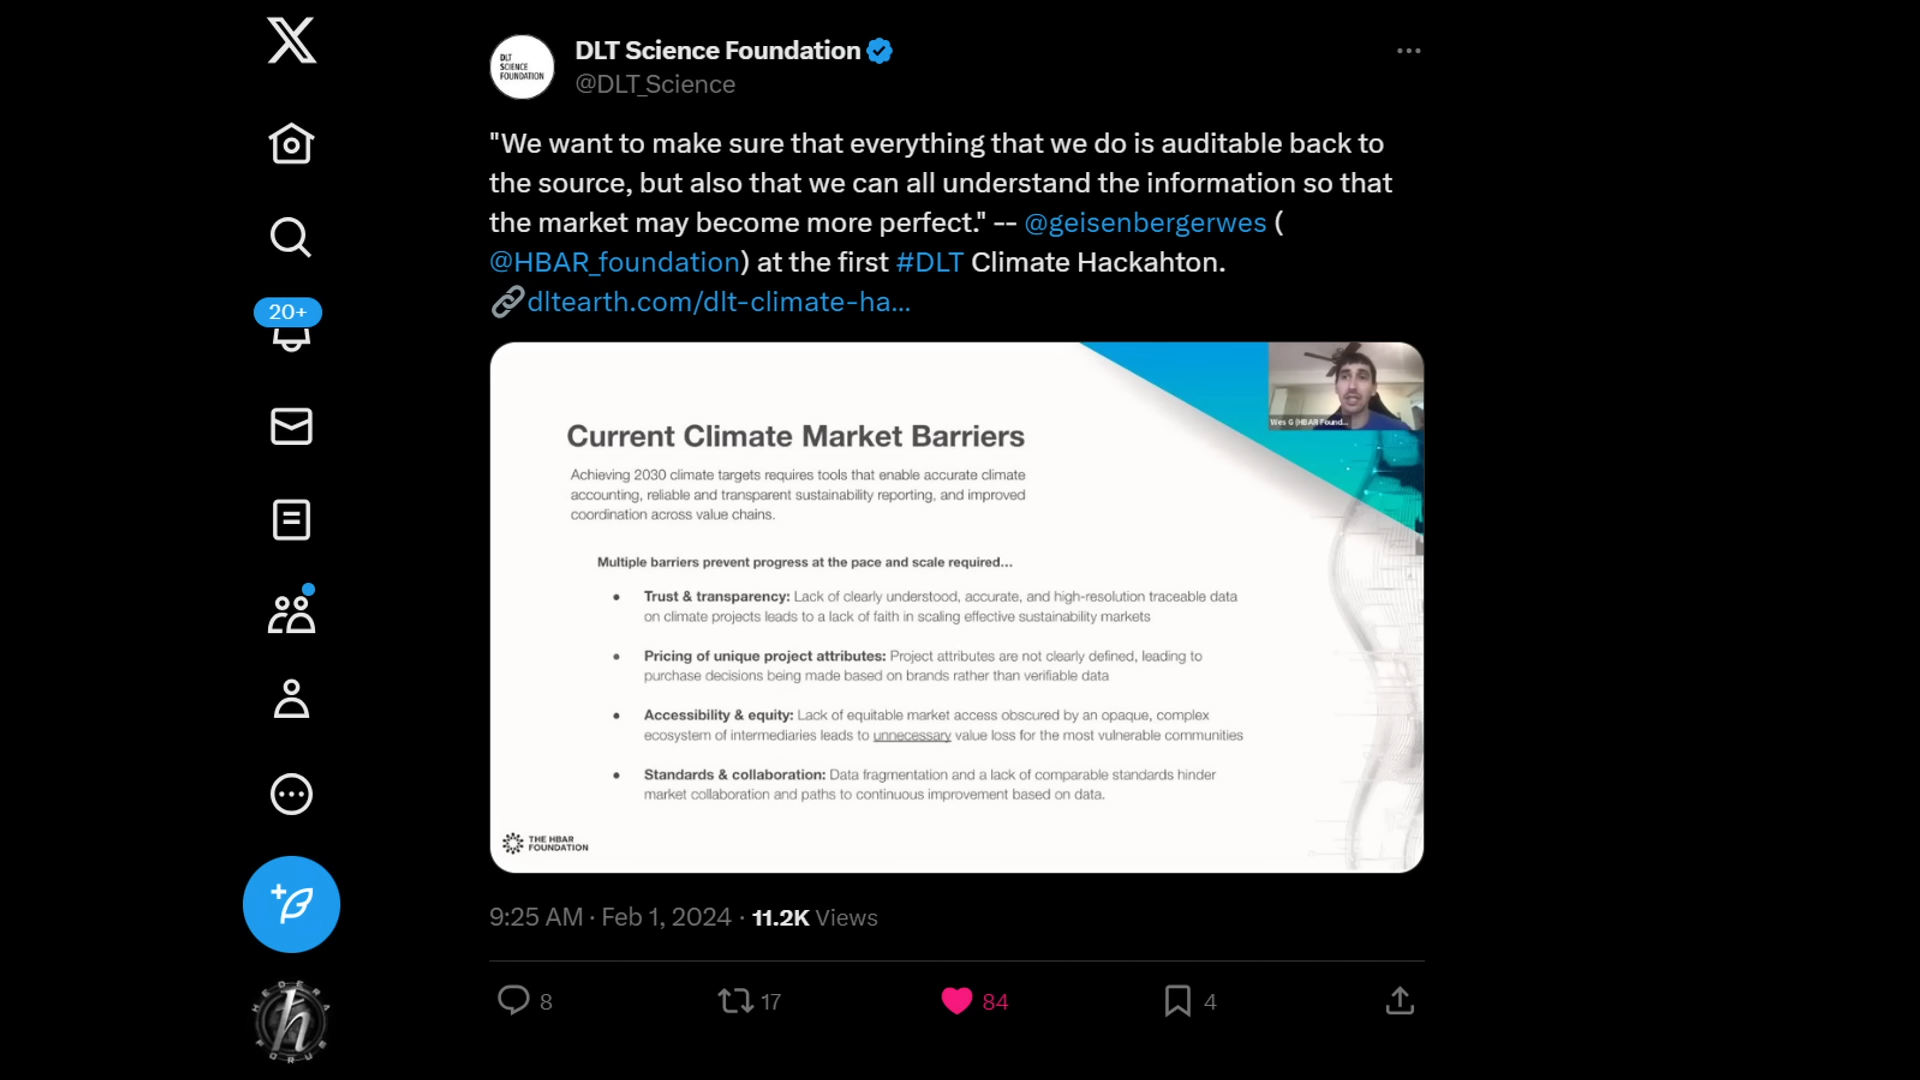 DLT Science Foundation
@DLT_Science
DLT
SCIENCE
FOUNDATION
"We want to make sure that everything that we do is auditable back to
the source, but also that we can all understand the information so that
the market may become more perfect." -- @geisenbergerwes (
@HBAR_foundation) at the first #DLT Climate Hackahton.
dltearth.com/dlt-climate-ha...
20+
Wes G (HBAR Found...
Current Climate Market Barriers
Achieving 2030 climate targets requires tools that enable accurate climate
accounting, reliable and transparent sustainability reporting, and improved
coordination across value chains.
Multiple barriers prevent progress at the pace and scale required...
• Trust & transparency: Lack of clearly understood, accurate, and high-resolution traceable data
on climate projects leads to a lack of faith in scaling effective sustainability markets
• Pricing of unique project attributes: Project attributes are not clearly defined, leading to
purchase decisions being made based on brands rather than verifiable data
• Accessibility & equity: Lack of equitable market access obscured by an opaque, complex
ecosystem of intermediaries leads to unnecessary value loss for the most vulnerable communities
• Standards & collaboration: Data fragmentation and a lack of comparable standards hinder
market collaboration and paths to continuous improvement based on data.
THE HBAR
FOUNDATION
9:25 AM · Feb 1, 2024 · 11.2K Views
8 17 84 4
HEDERA
h
FORUM